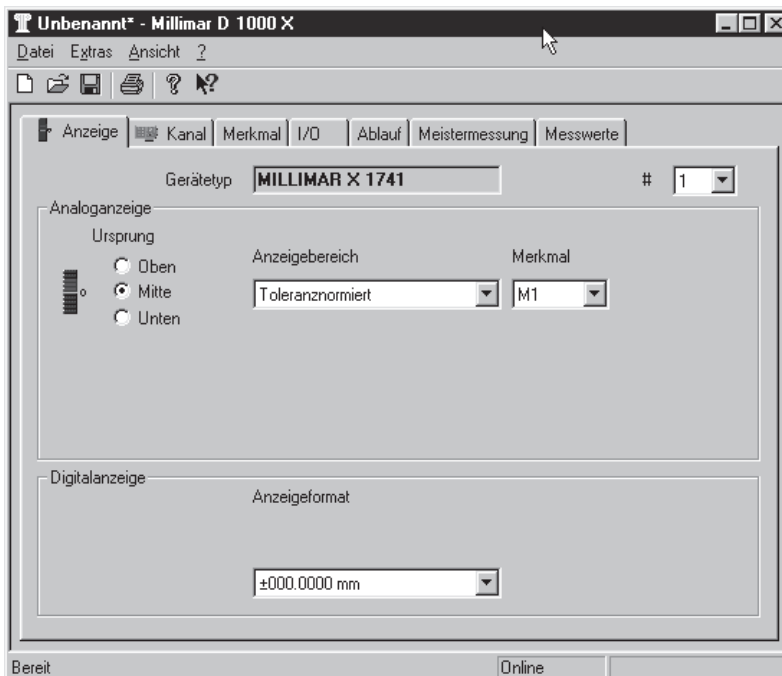 Unbenannt* - Millimar D 1000 X
Datei Extras Ansicht ?
Anzeige Kanal Merkmal I/O Ablauf Meistermessung Messwerte
Gerätetyp MILLIMAR X 1741 # 1
Analoganzeige
Ursprung
Anzeigebereich Merkmal
Oben
Mitte
Toleranznormiert M1
Unten
Digitalanzeige
Anzeigeformat
±000.0000 mm
Bereit Online